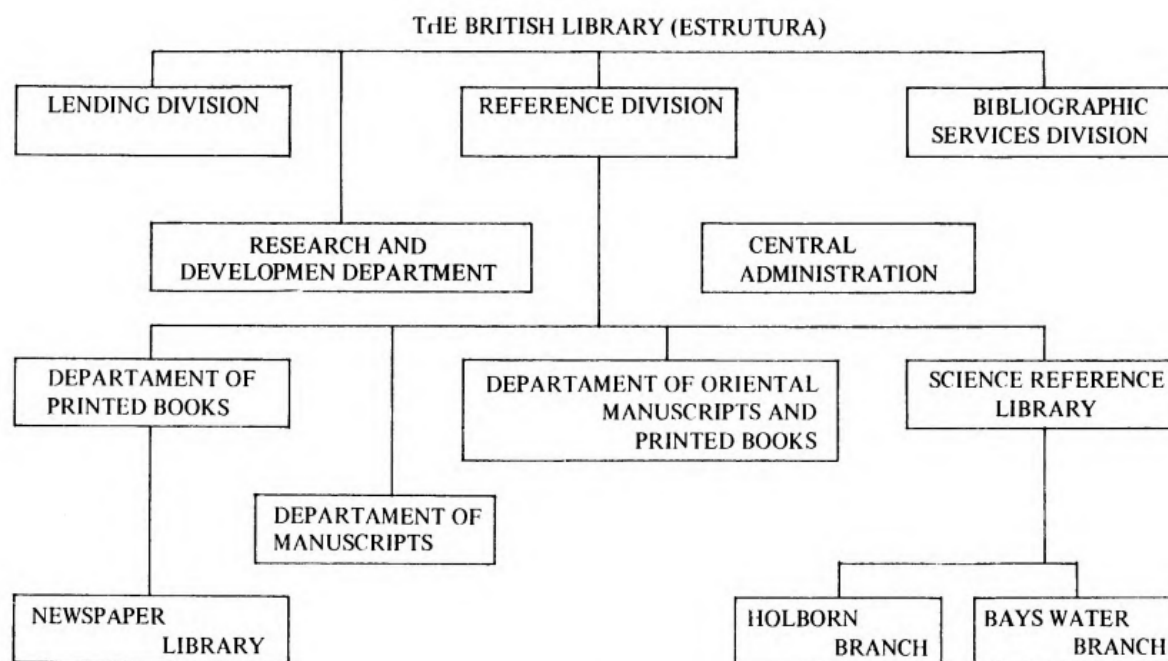 THE BRITISH LIBRARY (ESTRUTURA)
LENDING DIVISION
REFERENCE DIVISION
BIBLIOGRAPHIC
SERVICES DIVISION
RESEARCH AND
DEVELOPMEN DEPARTMENT
CENTRAL
ADMINISTRATION
DEPARTAMENT OF
PRINTED BOOKS
DEPARTAMENT OF ORIENTAL
MANUSCRIPTS AND
PRINTED BOOKS
SCIENCE REFERENCE
LIBRARY
DEPARTAMENT OF
MANUSCRIPTS
NEWSPAPER
LIBRARY
HOLBORN
BRANCH
BAYS WATER
BRANCH